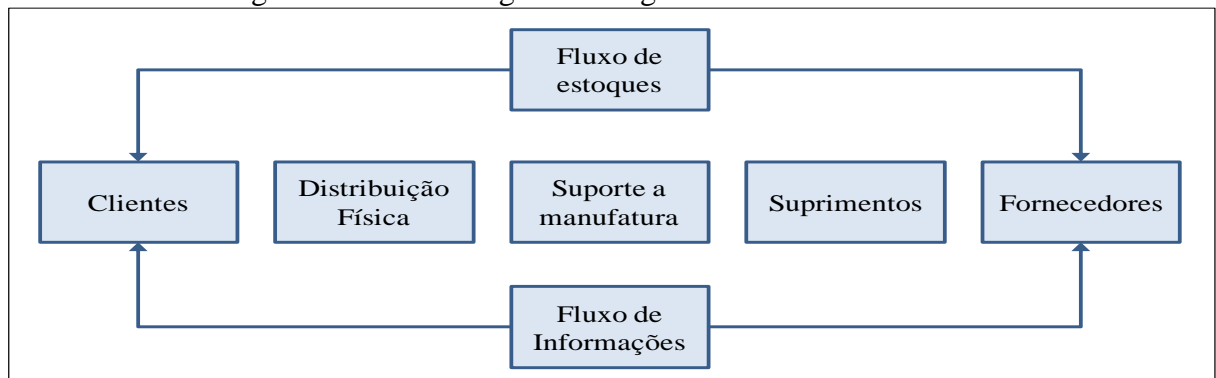 Fluxo de
estoques
Clientes
Distribuição
Física
Suporte a
manufatura
Suprimentos
Fornecedores
Fluxo de
Informações